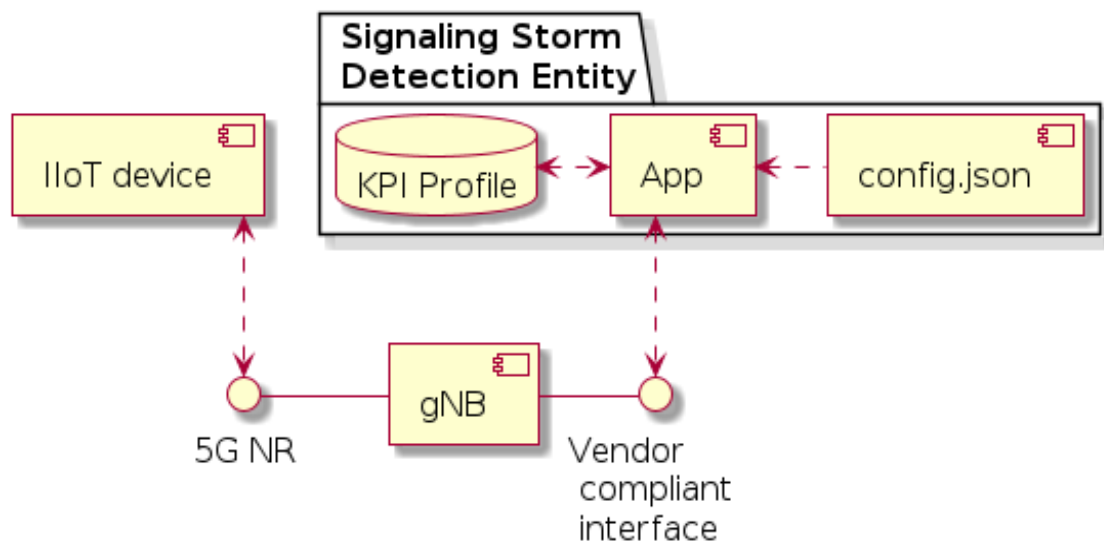 Signaling Storm
Detection Entity
IIoT device
KPI Profile
App
config.json
gNB
5G NR
Vendor
compliant
interface